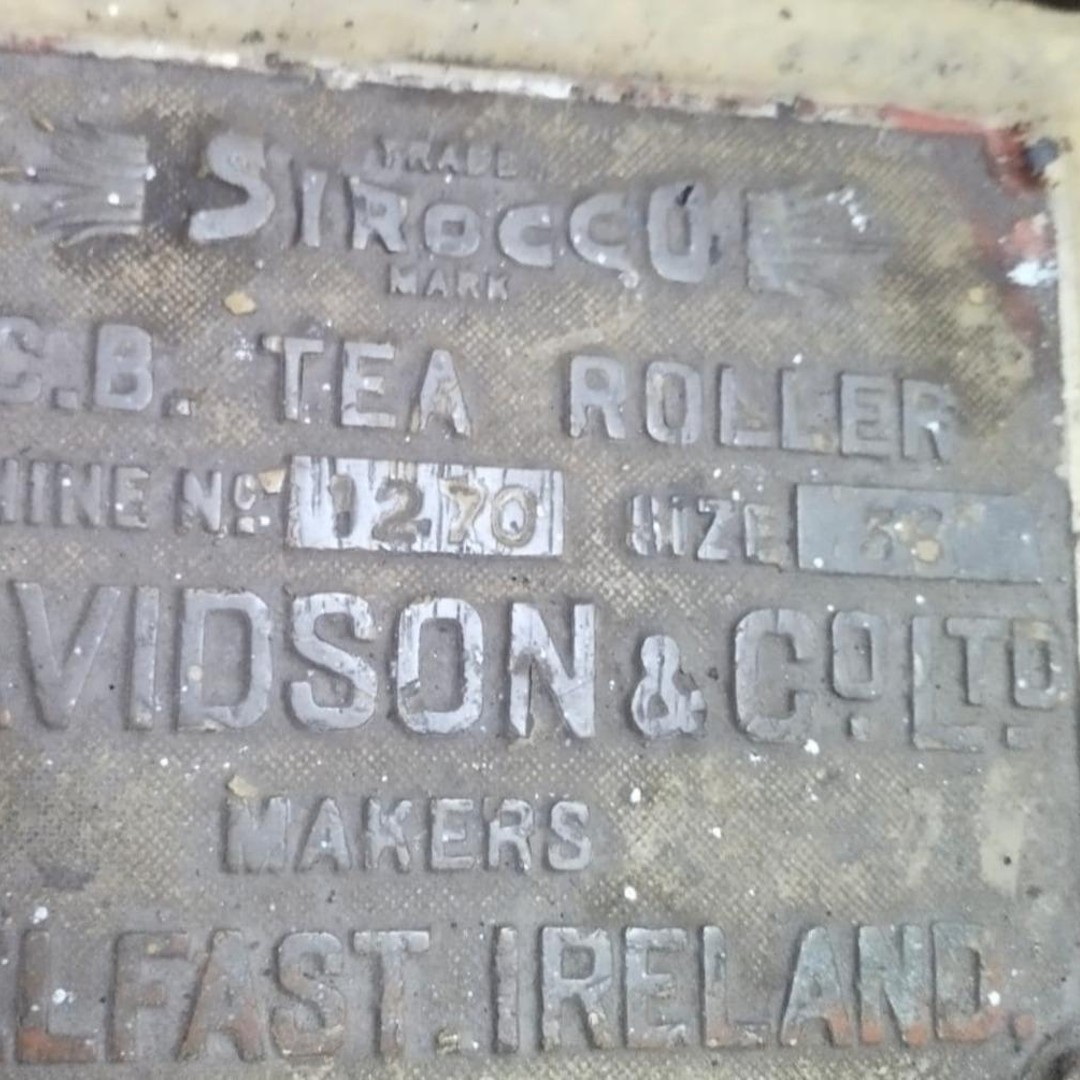 TRADE
SIROCCO
MARK
C.B. TEA ROLLER
HINE No. 1270 SIZE
VIDSON & Co. LTD.
MAKERS
LFAST. IRELAND.